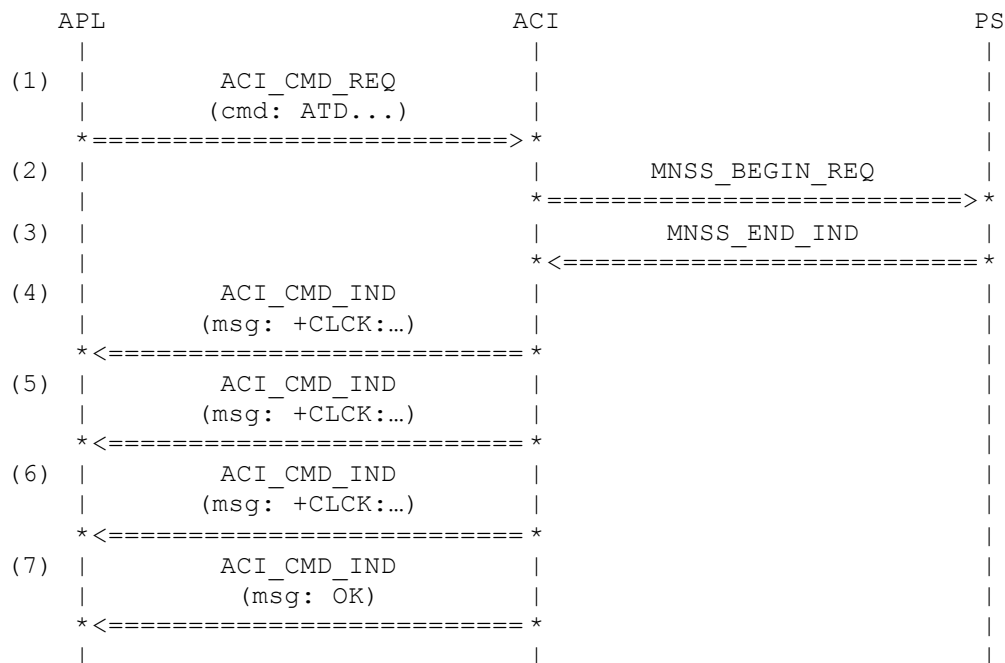 APL ACI PS
| | |
(1) | ACI_CMD_REQ | |
| (cmd: ATD...) | |
*==========================>* |
(2) | | MNSS_BEGIN_REQ |
| *==========================>*
(3) | | MNSS_END_IND |
| *<==========================*
(4) | ACI_CMD_IND | |
| (msg: +CLCK:…) | |
*<==========================* |
(5) | ACI_CMD_IND | |
| (msg: +CLCK:…) | |
*<==========================* |
(6) | ACI_CMD_IND | |
| (msg: +CLCK:…) | |
*<==========================* |
(7) | ACI_CMD_IND | |
| (msg: OK) | |
*<==========================* |
| | |